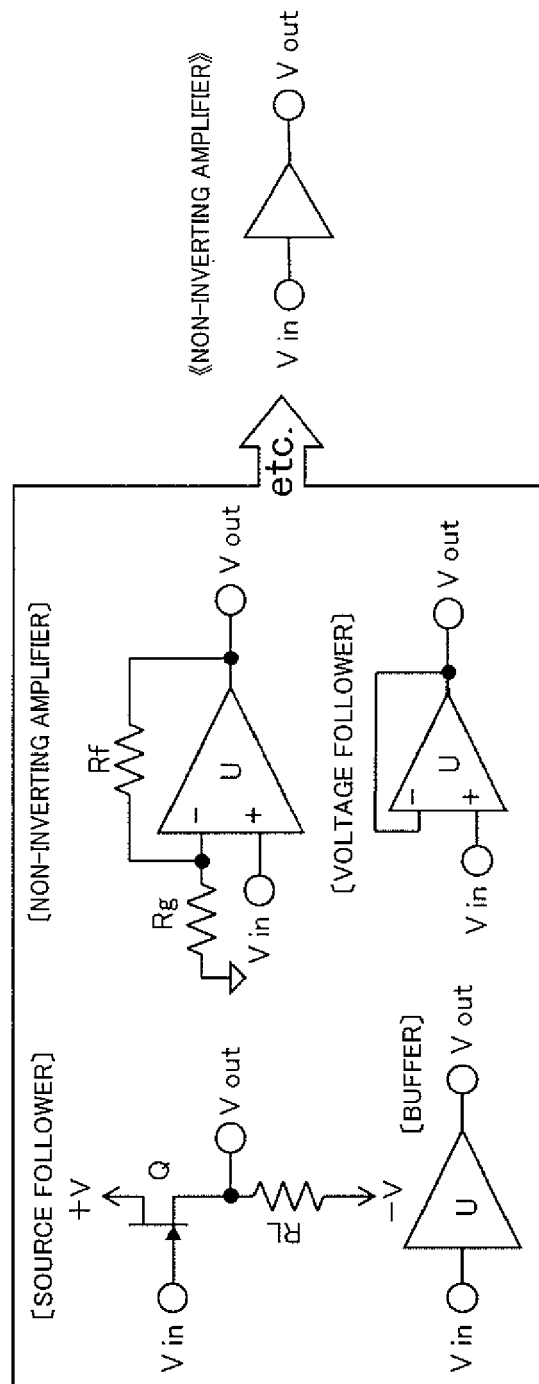 [SOURCE FOLLOWER]
+V
Q
V in
V out
RL
−V
[BUFFER]
V in
U
V out
[NON-INVERTING AMPLIFIER]
Rf
Rg
−
+
U
V in
V out
[VOLTAGE FOLLOWER]
−
+
U
V in
V out
etc.
《NON-INVERTING AMPLIFIER》
V in
V out